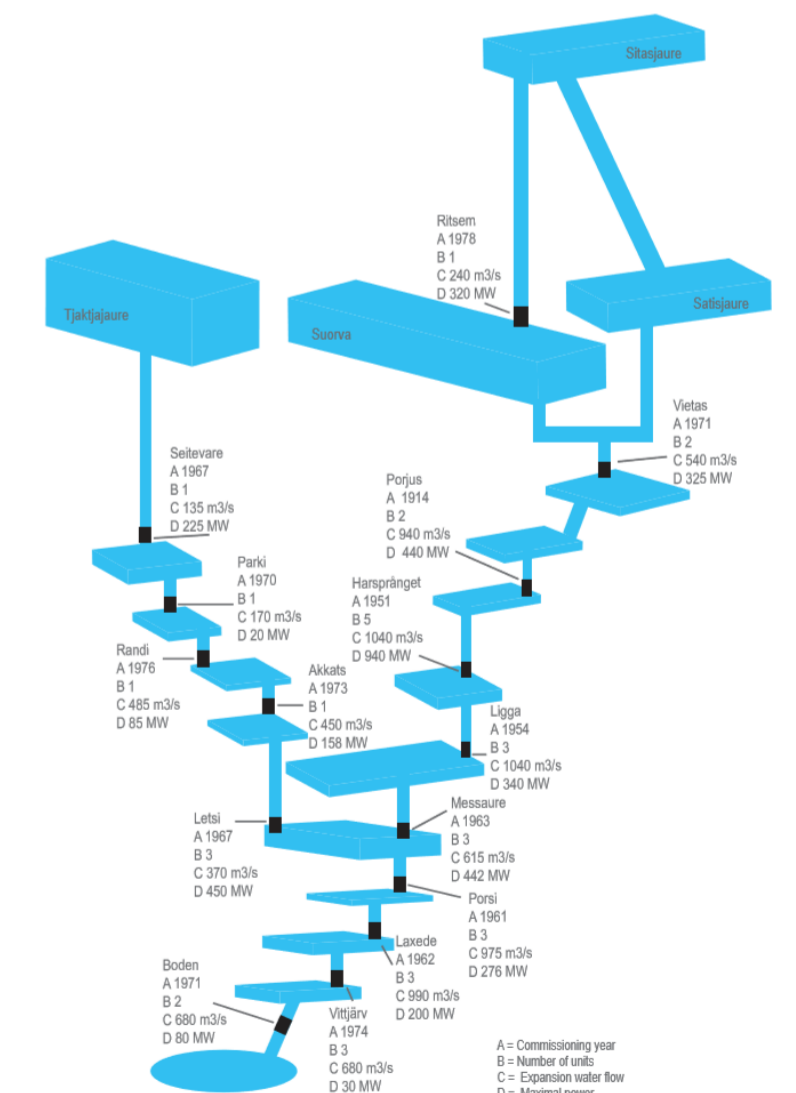 Sitasjaure
Ritsem
A 1978
B 1
C 240 m3/s
D 320 MW
Tjaktjajaure
Suorva
Satisjaure
Vietas
A 1971
B 2
C 540 m3/s
D 325 MW
Seitevare
A 1967
B 1
C 135 m3/s
D 225 MW
Porjus
A 1914
B 2
C 940 m3/s
D 440 MW
Parki
A 1970
B 1
C 170 m3/s
D 20 MW
Harsprånget
A 1951
B 5
C 1040 m3/s
D 940 MW
Randi
A 1976
B 1
C 485 m3/s
D 85 MW
Akkats
A 1973
B 1
C 450 m3/s
D 158 MW
Ligga
A 1954
B 3
C 1040 m3/s
D 340 MW
Messaure
A 1963
B 3
C 615 m3/s
D 442 MW
Letsi
A 1967
B 3
C 370 m3/s
D 450 MW
Porsi
A 1961
B 3
C 975 m3/s
D 276 MW
Laxede
A 1962
B 3
C 990 m3/s
D 200 MW
Boden
A 1971
B 2
C 680 m3/s
D 80 MW
Vittjärv
A 1974
B 3
C 680 m3/s
D 30 MW
A = Commissioning year
B = Number of units
C = Expansion water flow
D = Maximal power